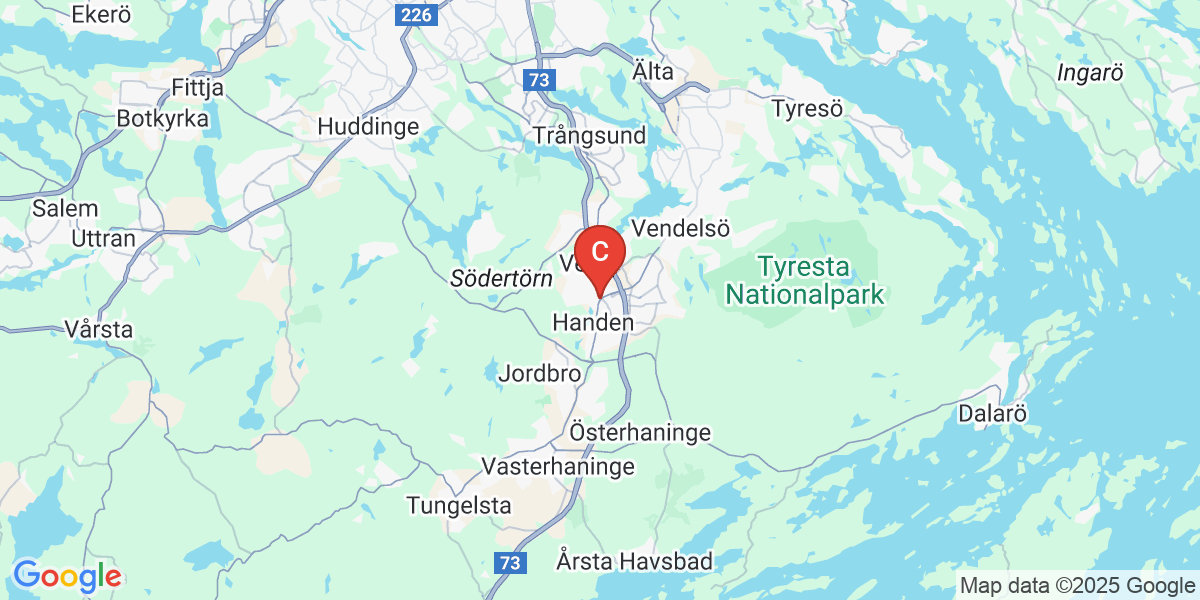 Ekerö
226
Älta
Ingarö
73
Fittja
Tyresö
Botkyrka
Huddinge
Trångsund
Salem
Uttran
Vendelsö
C
Södertörn
Tyresta
Nationalpark
Handen
Vårsta
Jordbro
Dalarö
Österhaninge
Vasterhaninge
Tungelsta
73
Årsta Havsbad
Google
Map data ©2025 Google